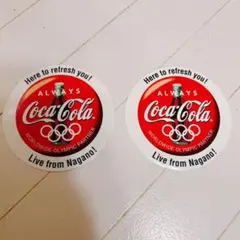 Here to refresh you!
ALWAYS
Coca-Cola
WORLDWIDE OLYMPIC PARTNER
Live from Nagano!
Here to refresh you!
ALWAYS
Coca-Cola
WORLDWIDE OLYMPIC PARTNER
Live from Nagano!